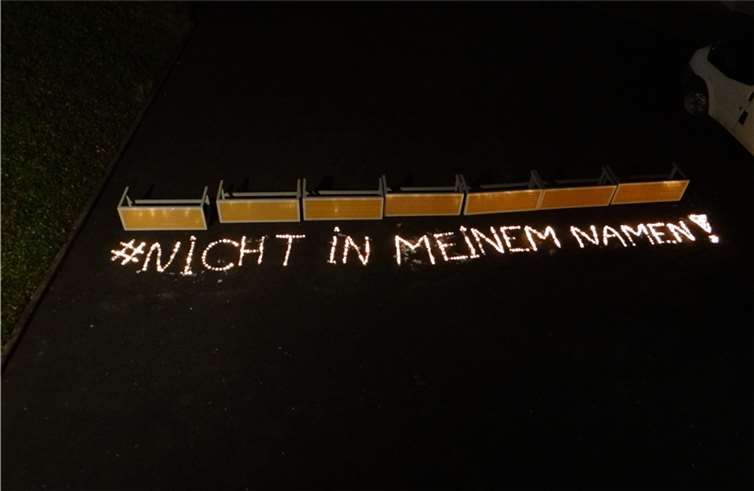 #NICHT IN MEINEM NAMEN!